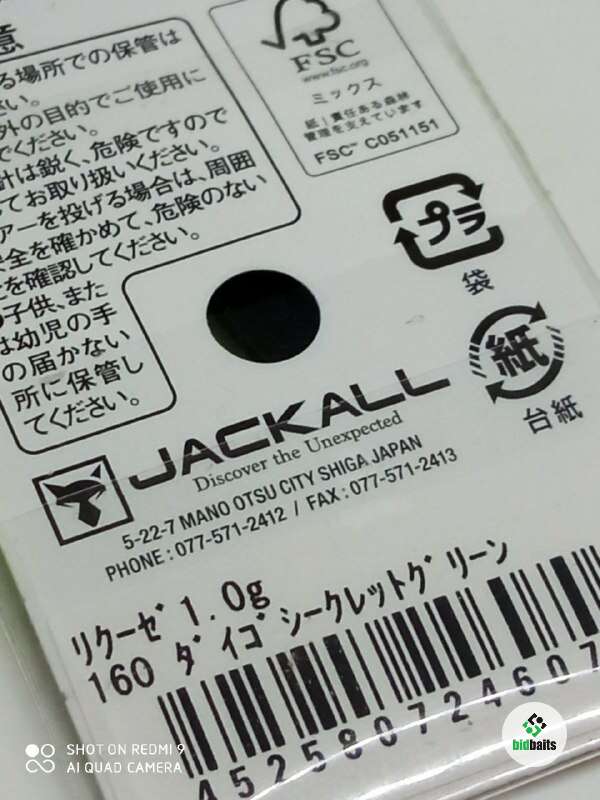 意
る場所での保管は
さい。
外の目的でご使用に
でください。
針は鋭く、危険ですので
してお取り扱いください。
アーを投げる場合は、周囲
安全を確かめて、危険のない
とを確認してください。
子供、また
は幼児の手
の届かない
所に保管し
てください。
FSC
www.fsc.org
ミックス
紙 | 責任ある森林
管理を支えています
FSC™ C051151
プラ
袋
紙
台紙
JACKALL
Discover the Unexpected
5-22-7 MANO OTSU CITY SHIGA JAPAN
PHONE : 077-571-2412 / FAX : 077-571-2413
リクーゼ 1.0g
160 ダイゴシークレットグリーン
4525807724607
SHOT ON REDMI 9
AI QUAD CAMERA
bidbaits